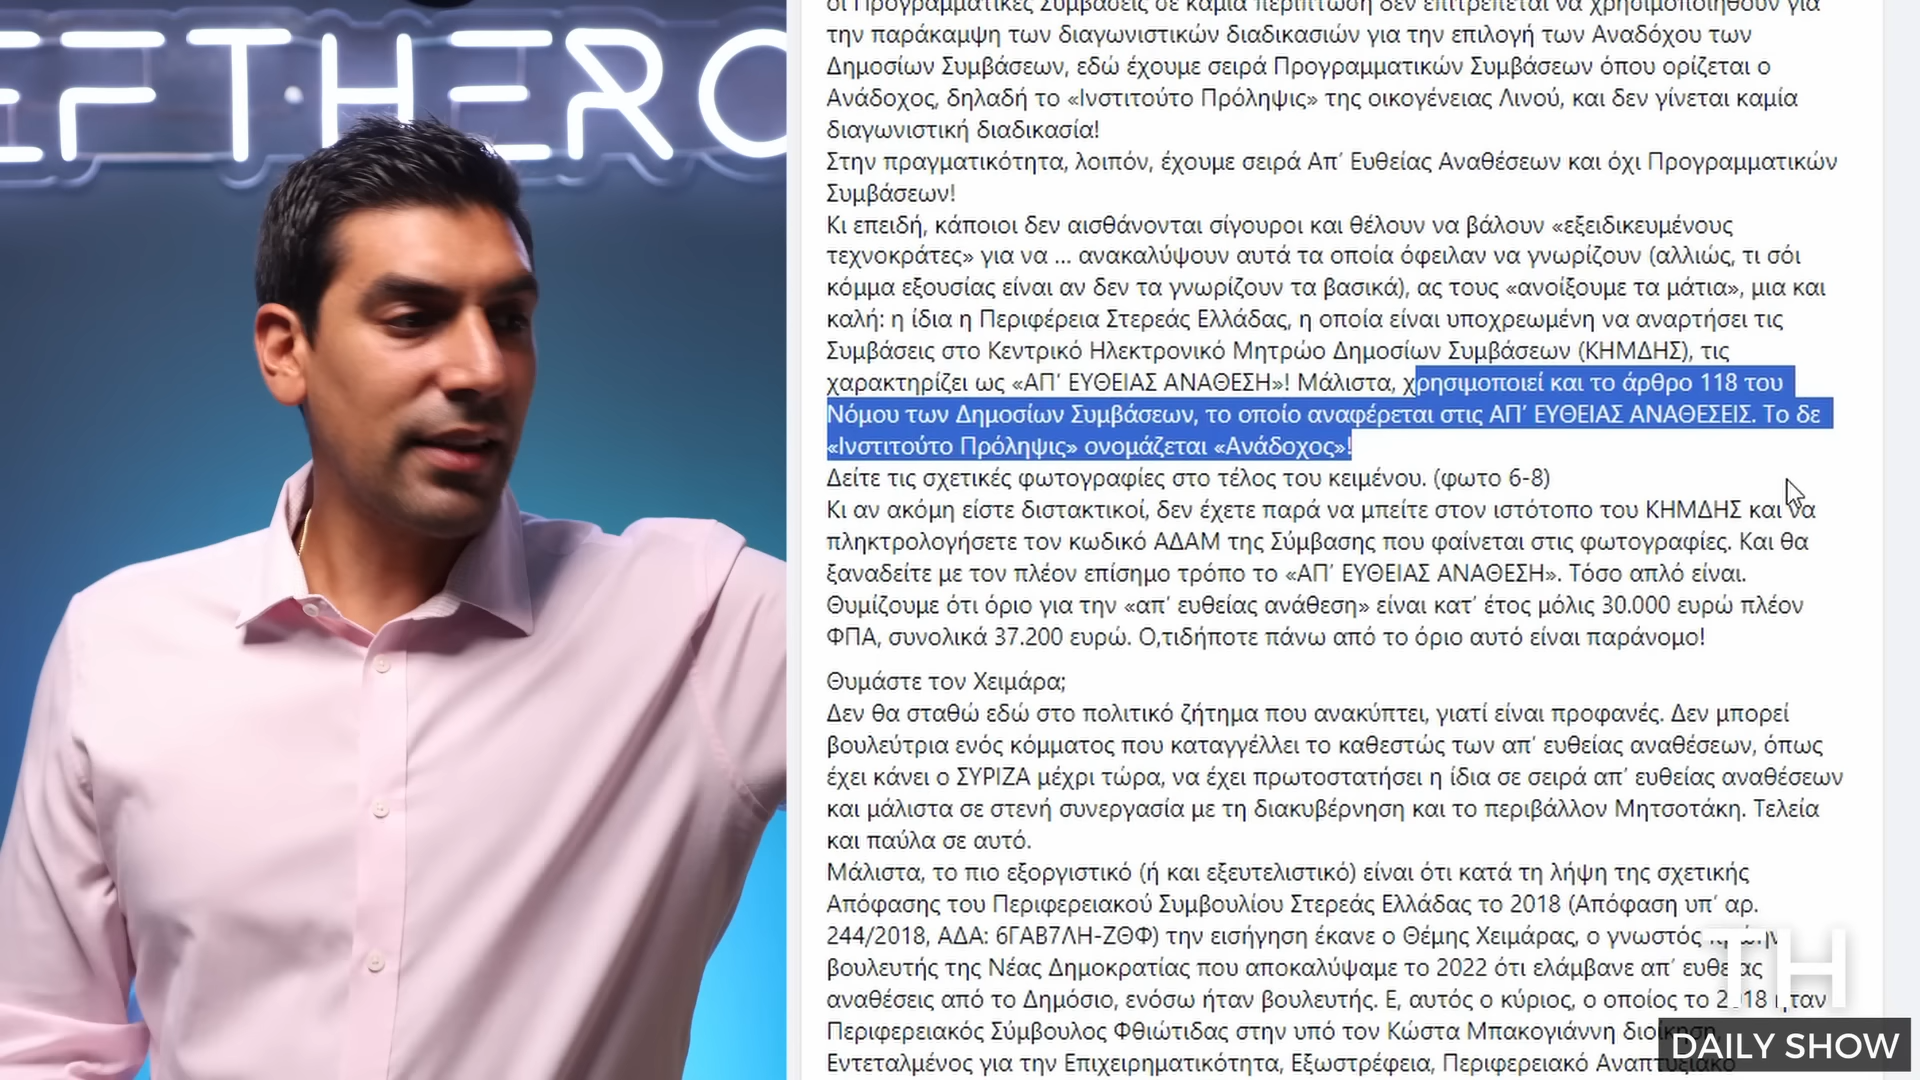 EFTHERO
οι Προγραμματικές Συμβάσεις σε καμία περίπτωση δεν επιτρέπεται να χρησιμοποιηθούν για
την παράκαμψη των διαγωνιστικών διαδικασιών για την επιλογή των Αναδόχου των
Δημοσίων Συμβάσεων, εδώ έχουμε σειρά Προγραμματικών Συμβάσεων όπου ορίζεται ο
Ανάδοχος, δηλαδή το «Ινστιτούτο Πρόληψις» της οικογένειας Λινού, και δεν γίνεται καμία
διαγωνιστική διαδικασία!
Στην πραγματικότητα, λοιπόν, έχουμε σειρά Απ’ Ευθείας Αναθέσεων και όχι Προγραμματικών
Συμβάσεων!
Κι επειδή, κάποιοι δεν αισθάνονται σίγουροι και θέλουν να βάλουν «εξειδικευμένους
τεχνοκράτες» για να ... ανακαλύψουν αυτά τα οποία όφειλαν να γνωρίζουν (αλλιώς, τι σόι
κόμμα εξουσίας είναι αν δεν τα γνωρίζουν τα βασικά), ας τους «ανοίξουμε τα μάτια», μια και
καλή: η ίδια η Περιφέρεια Στερεάς Ελλάδας, η οποία είναι υποχρεωμένη να αναρτήσει τις
Συμβάσεις στο Κεντρικό Ηλεκτρονικό Μητρώο Δημοσίων Συμβάσεων (ΚΗΜΔΗΣ), τις
χαρακτηρίζει ως «ΑΠ’ ΕΥΘΕΙΑΣ ΑΝΑΘΕΣΗ»! Μάλιστα, χρησιμοποιεί και το άρθρο 118 του
Νόμου των Δημοσίων Συμβάσεων, το οποίο αναφέρεται στις ΑΠ’ ΕΥΘΕΙΑΣ ΑΝΑΘΕΣΕΙΣ. Το δε
«Ινστιτούτο Πρόληψις» ονομάζεται «Ανάδοχος»!
Δείτε τις σχετικές φωτογραφίες στο τέλος του κειμένου. (φωτο 6-8)
Κι αν ακόμη είστε διστακτικοί, δεν έχετε παρά να μπείτε στον ιστότοπο του ΚΗΜΔΗΣ και να
πληκτρολογήσετε τον κωδικό ΑΔΑΜ της Σύμβασης που φαίνεται στις φωτογραφίες. Και θα
ξαναδείτε με τον πλέον επίσημο τρόπο το «ΑΠ’ ΕΥΘΕΙΑΣ ΑΝΑΘΕΣΗ». Τόσο απλό είναι.
Θυμίζουμε ότι όριο για την «απ’ ευθείας ανάθεση» είναι κατ’ έτος μόλις 30.000 ευρώ πλέον
ΦΠΑ, συνολικά 37.200 ευρώ. Ο,τιδήποτε πάνω από το όριο αυτό είναι παράνομο!
Θυμάστε τον Χειμάρα;
Δεν θα σταθώ εδώ στο πολιτικό ζήτημα που ανακύπτει, γιατί είναι προφανές. Δεν μπορεί
βουλεύτρια ενός κόμματος που καταγγέλλει το καθεστώς των απ’ ευθείας αναθέσεων, όπως
έχει κάνει ο ΣΥΡΙΖΑ μέχρι τώρα, να έχει πρωτοστατήσει η ίδια σε σειρά απ’ ευθείας αναθέσεων
και μάλιστα σε στενή συνεργασία με τη διακυβέρνηση και το περιβάλλον Μητσοτάκη. Τελεία
και παύλα σε αυτό.
Μάλιστα, το πιο εξοργιστικό (ή και εξευτελιστικό) είναι ότι κατά τη λήψη της σχετικής
Απόφασης του Περιφερειακού Συμβουλίου Στερεάς Ελλάδας το 2018 (Απόφαση υπ’ αρ.
244/2018, ΑΔΑ: 6ΓΑΒ7ΛΗ-ΖΘΦ) την εισήγηση έκανε ο Θέμης Χειμάρας, ο γνωστός πρώην
βουλευτής της Νέας Δημοκρατίας που αποκαλύψαμε το 2022 ότι ελάμβανε απ’ ευθείας
αναθέσεις από το Δημόσιο, ενόσω ήταν βουλευτής. Ε, αυτός ο κύριος, ο οποίος το 2018 ήταν
Περιφερειακός Σύμβουλος Φθιώτιδας στην υπό τον Κώστα Μπακογιάννη διοίκηση
Εντεταλμένος για την Επιχειρηματικότητα, Εξωστρέφεια, Περιφερειακό Αναπτυξιακό
TH
DAILY SHOW